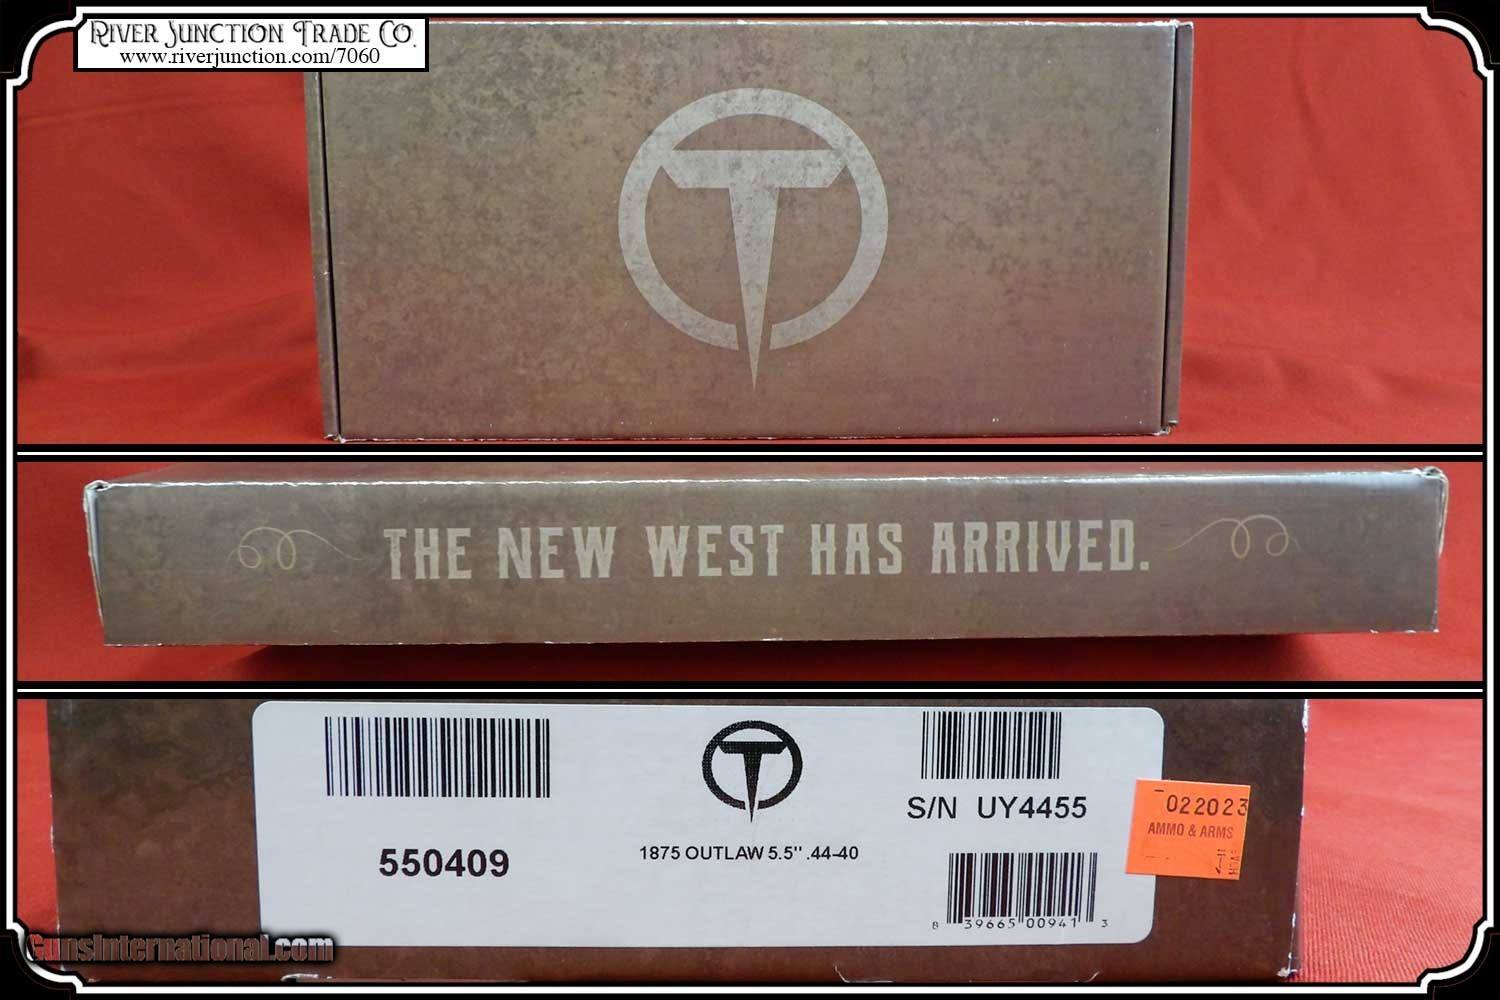 River Junction Trade Co.
www.riverjunction.com/7060
T
THE NEW WEST HAS ARRIVED.
T
S/N UY4455
022023
AMMO & ARMS
1875 OUTLAW 5.5" .44-40
550409
8 39665 00941 3
GunsInternational.com